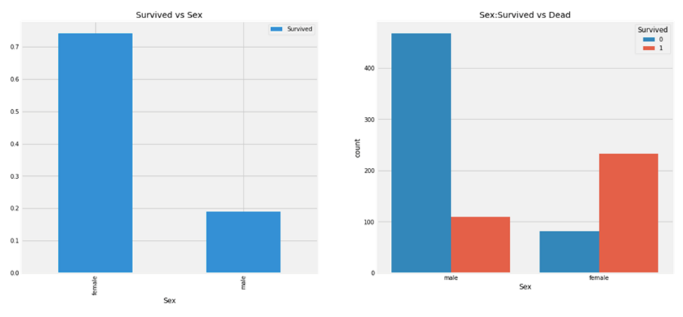 Survived vs Sex
Survived
0.7
0.6
0.5
0.4
0.3
0.2
0.1
0.0
female
male
Sex
Sex:Survived vs Dead
Survived
0
1
400
300
200
100
0
count
male
female
Sex